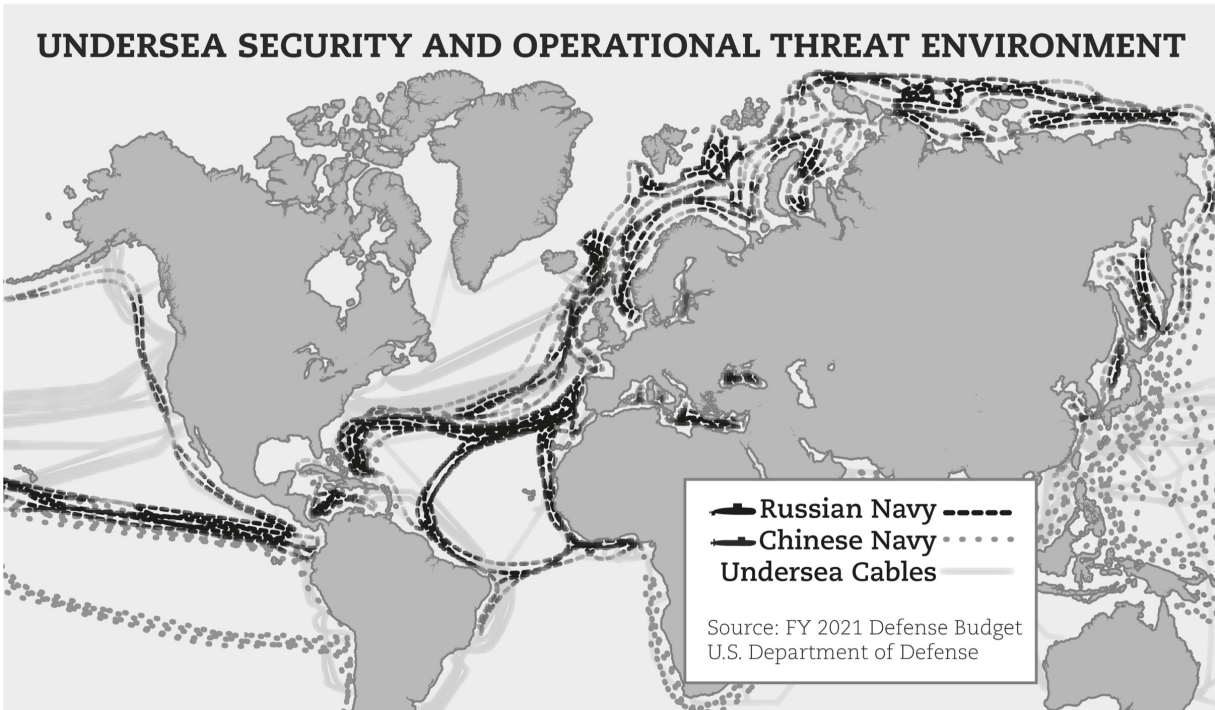 UNDERSEA SECURITY AND OPERATIONAL THREAT ENVIRONMENT
Russian Navy
Chinese Navy
Undersea Cables
Source: FY 2021 Defense Budget
U.S. Department of Defense